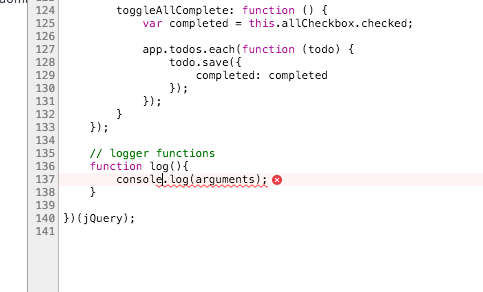 124 toggleAllComplete: function () {
125 var completed = this.allCheckbox.checked;
126
127 app.todos.each(function (todo) {
128 todo.save({
129 completed: completed
130 });
131 });
132 }
133 });
134
135 // logger functions
136 function log(){
137 console.log(arguments);
138 }
139
140 })(jQuery);
141